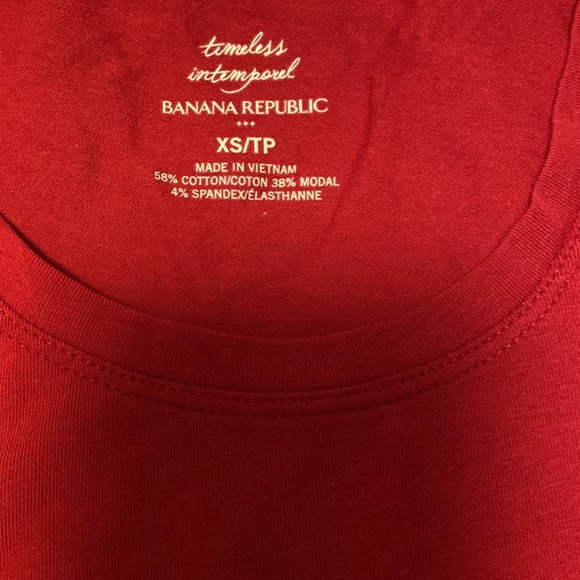 timeless
intemporel
BANANA REPUBLIC
XS/TP
MADE IN VIETNAM
58% COTTON/COTON 38% MODAL
4% SPANDEX/ÉLASTHANNE